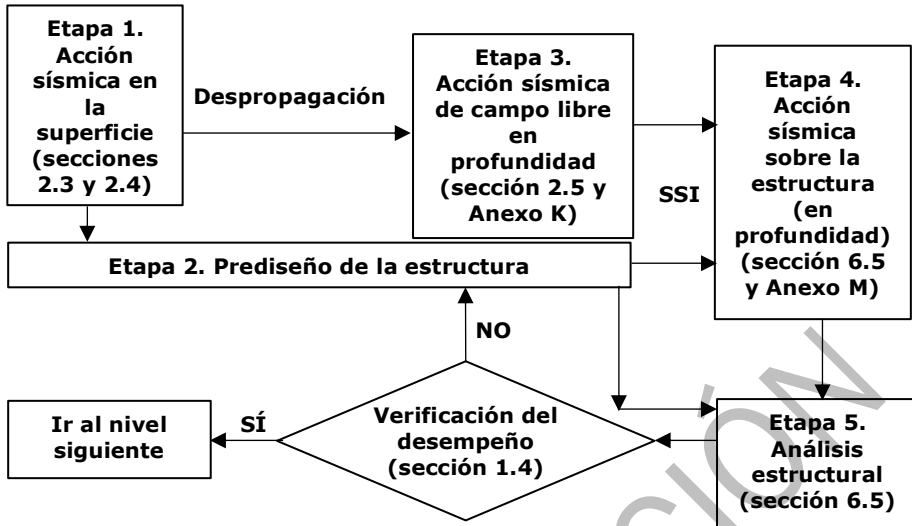 Etapa 1.
Acción
sísmica en
la
superficie
(secciones
2.3 y 2.4)
Despropagación
Etapa 3.
Acción sísmica
de campo libre
en
profundidad
(sección 2.5 y
Anexo K)
SSI
Etapa 4.
Acción
sísmica
sobre la
estructura
(en
profundidad)
(sección 6.5
y Anexo M)
Etapa 2. Prediseño de la estructura
NO
Ir al nivel
siguiente
SÍ
Verificación del
desempeño
(sección 1.4)
Etapa 5.
Análisis
estructural
(sección 6.5)